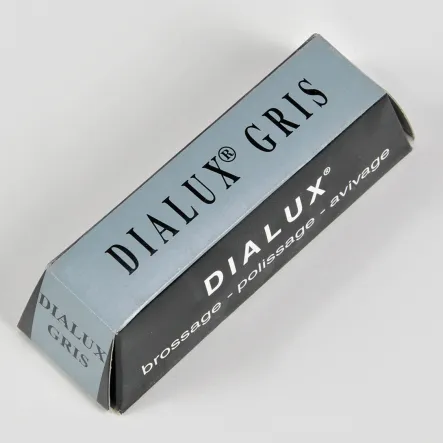 DIALUX® GRIS
DIALUX®
brossage - polissage - avivage
DIALUX
GRIS